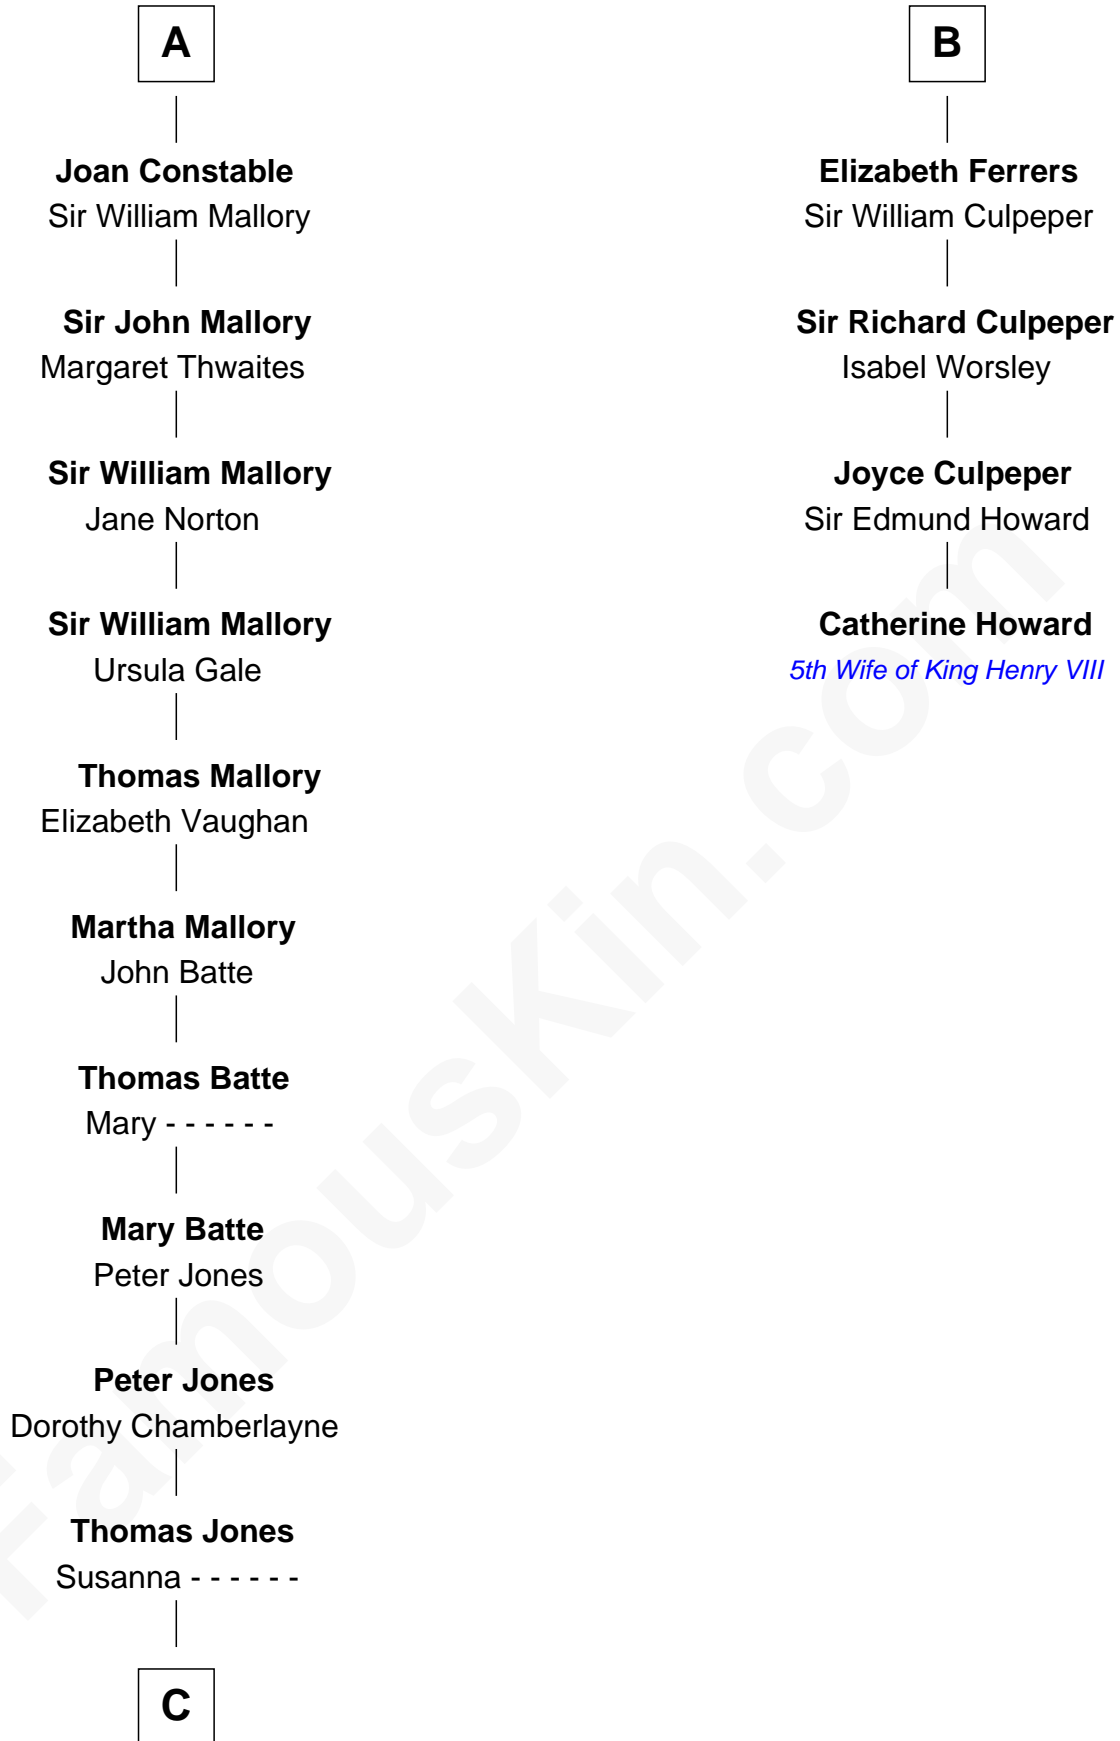 A
Joan Constable
Sir William Mallory
Sir John Mallory
Margaret Thwaites
Sir William Mallory
Jane Norton
Sir William Mallory
Ursula Gale
Thomas Mallory
Elizabeth Vaughan
Martha Mallory
John Batte
Thomas Batte
Mary - - - - - -
Mary Batte
Peter Jones
Peter Jones
Dorothy Chamberlayne
Thomas Jones
Susanna - - - - - -
C
B
Elizabeth Ferrers
Sir William Culpeper
Sir Richard Culpeper
Isabel Worsley
Joyce Culpeper
Sir Edmund Howard
Catherine Howard
5th Wife of King Henry VIII
FamousKin.com